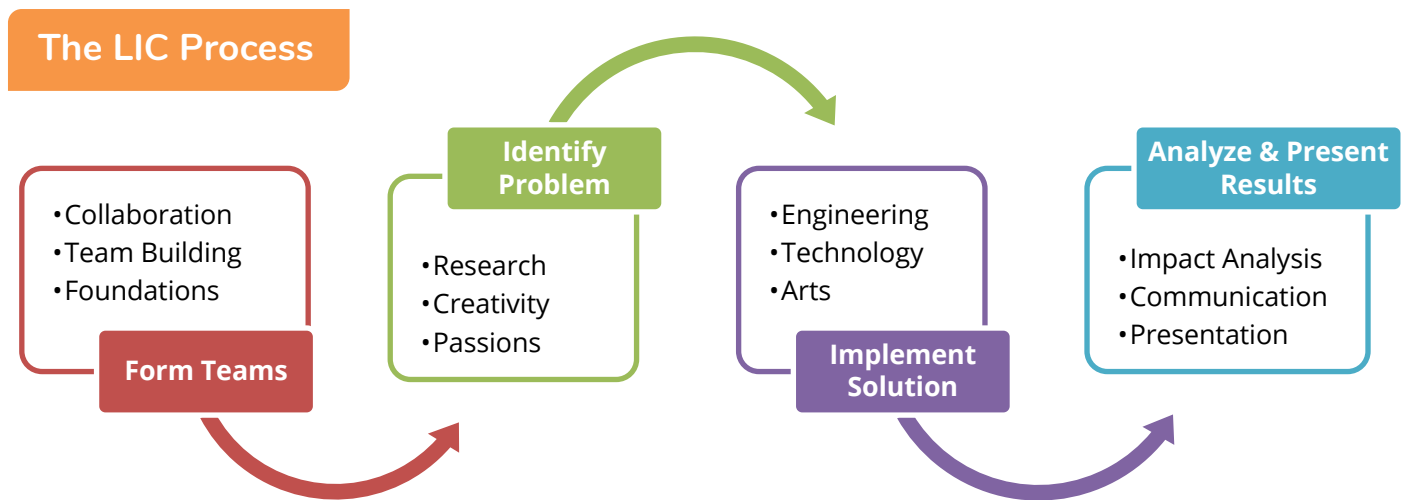 The LIC Process
•Collaboration
•Team Building
•Foundations
Form Teams
Identify
Problem
•Research
•Creativity
•Passions
•Engineering
•Technology
•Arts
Implement
Solution
Analyze & Present
Results
•Impact Analysis
•Communication
•Presentation